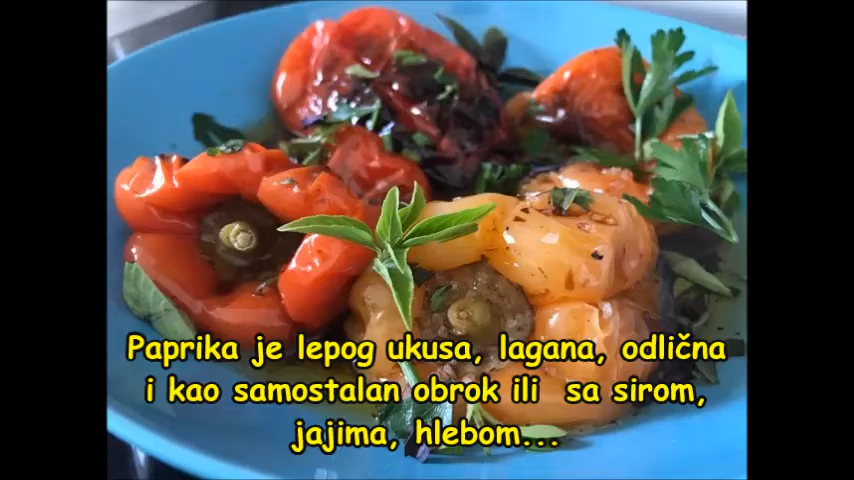 Paprika je lepog ukusa, lagana, odlična
i kao samostalan obrok ili sa sirom,
jajima, hlebom...